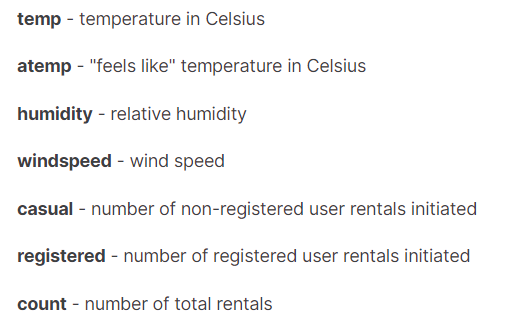 temp - temperature in Celsius
atemp - "feels like" temperature in Celsius
humidity - relative humidity
windspeed - wind speed
casual - number of non-registered user rentals initiated
registered - number of registered user rentals initiated
count - number of total rentals